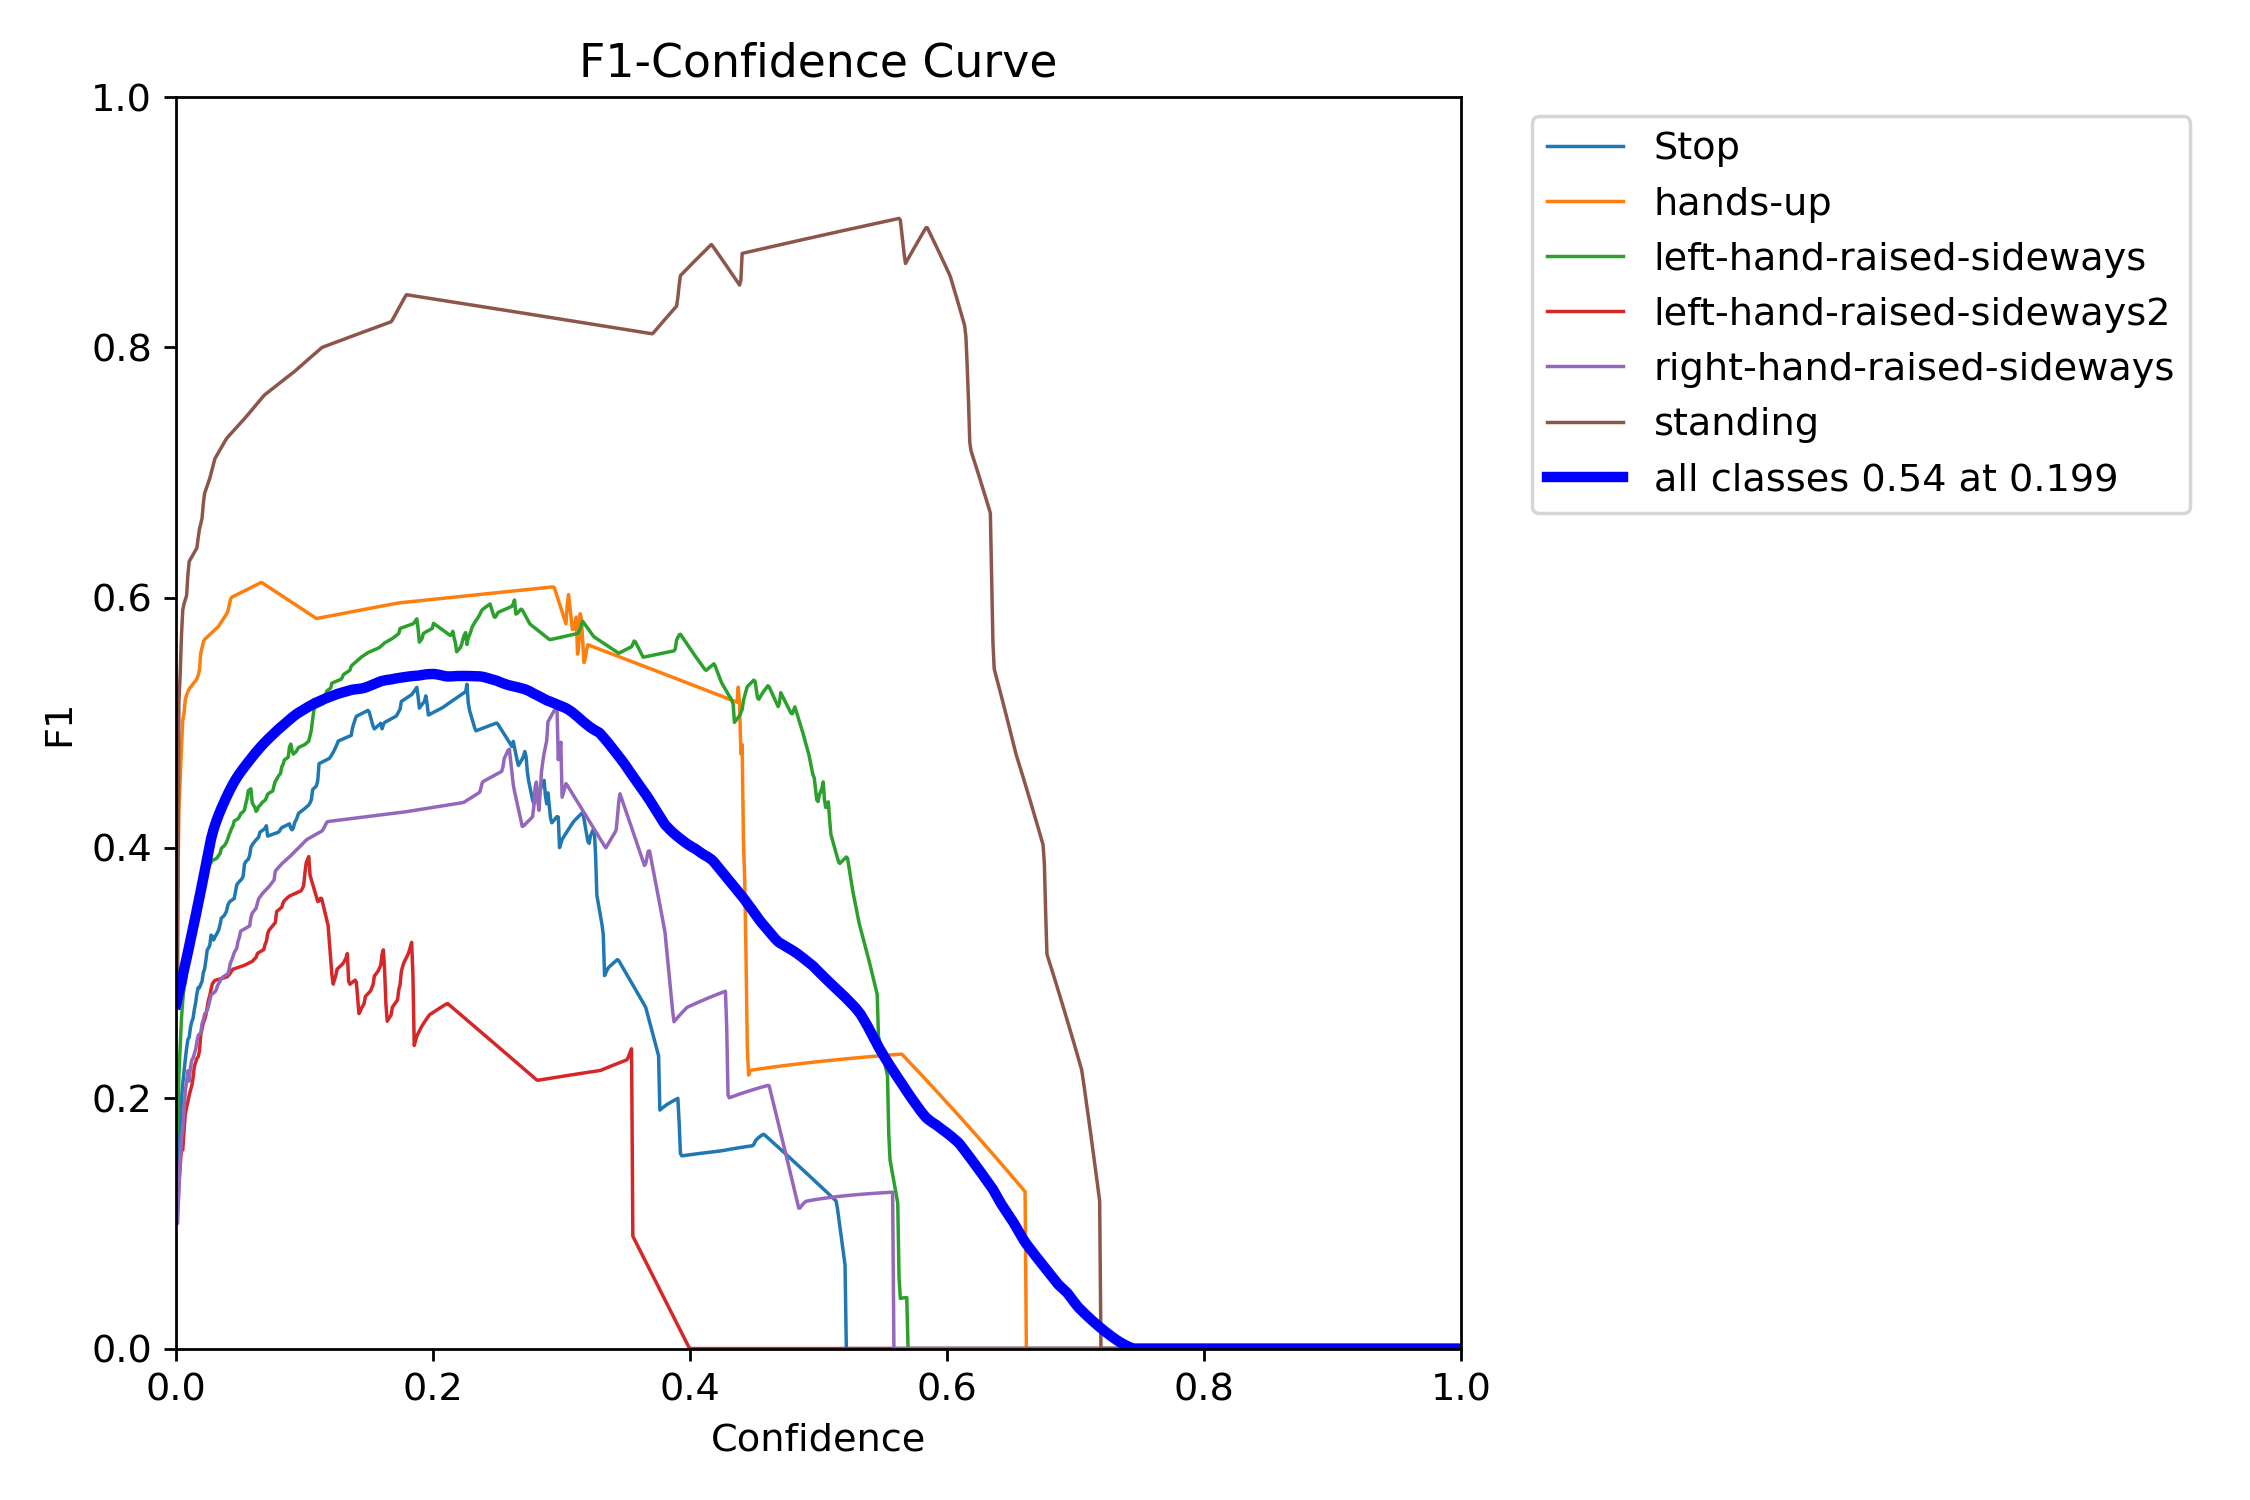 F1-Confidence Curve
1.0
0.8
0.6
0.4
0.2
0.0
F1
0.0 0.2 0.4 0.6 0.8 1.0
Confidence
Stop
hands-up
left-hand-raised-sideways
left-hand-raised-sideways2
right-hand-raised-sideways
standing
all classes 0.54 at 0.199